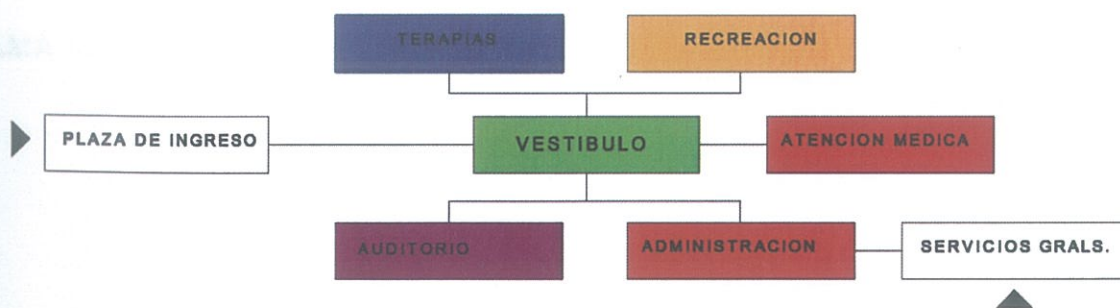 TERAPIAS
RECREACION
PLAZA DE INGRESO
VESTIBULO
ATENCION MEDICA
AUDITORIO
ADMINISTRACION
SERVICIOS GRALS.